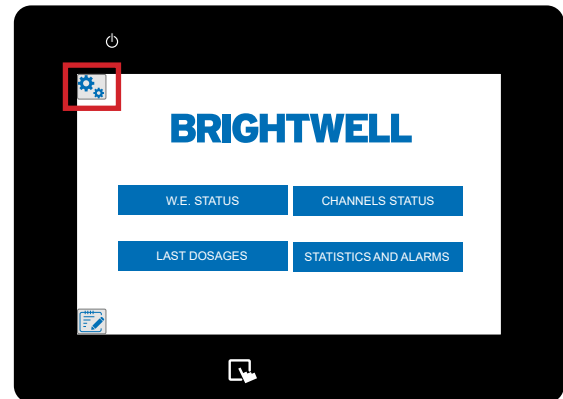 BRIGHTWELL
W.E. STATUS
CHANNELS STATUS
LAST DOSAGES
STATISTICS AND ALARMS